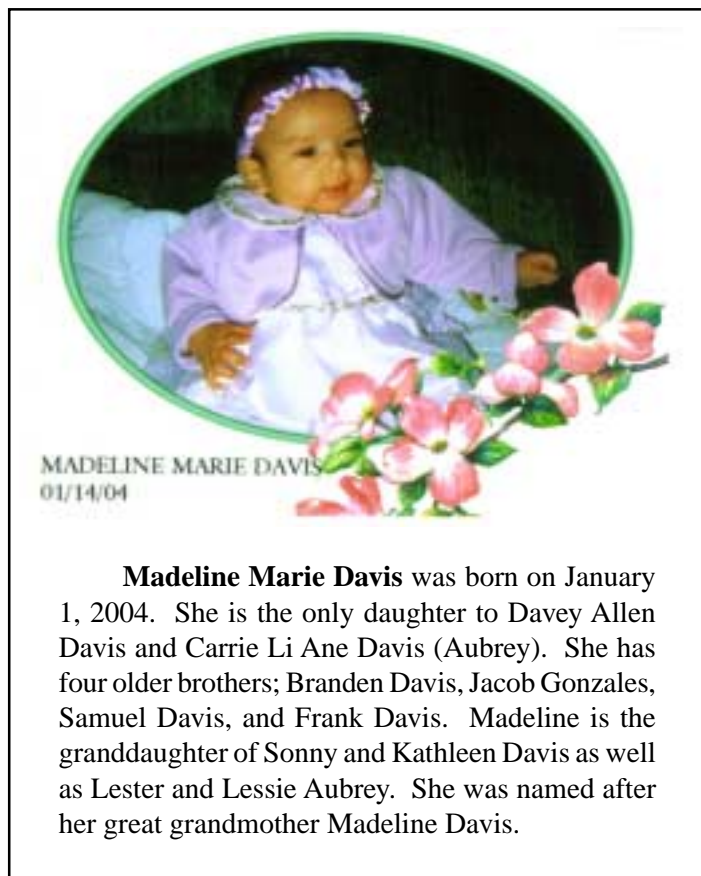 MADELINE MARIE DAVIS
01/14/04
Madeline Marie Davis was born on January
1, 2004. She is the only daughter to Davey Allen
Davis and Carrie Li Ane Davis (Aubrey). She has
four older brothers; Branden Davis, Jacob Gonzales,
Samuel Davis, and Frank Davis. Madeline is the
granddaughter of Sonny and Kathleen Davis as well
as Lester and Lessie Aubrey. She was named after
her great grandmother Madeline Davis.